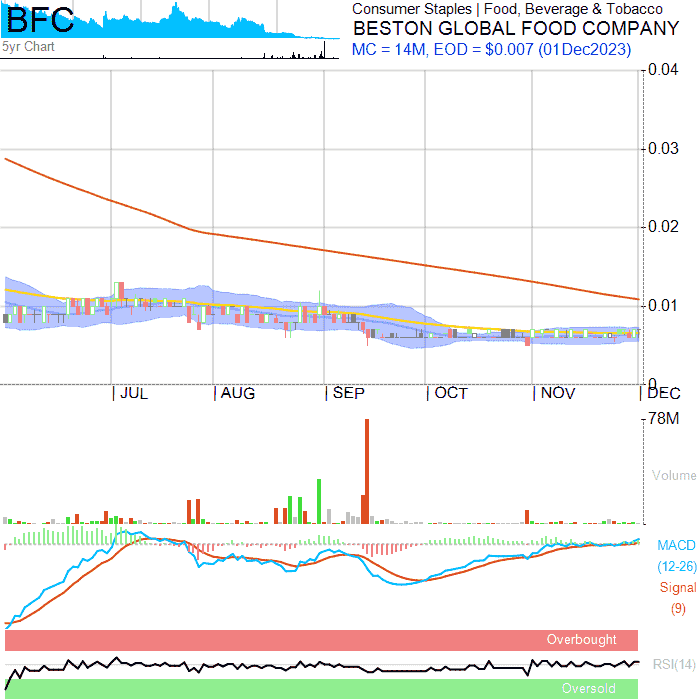 BFC
5yr Chart
Consumer Staples | Food, Beverage & Tobacco
BESTON GLOBAL FOOD COMPANY
MC = 14M, EOD = $0.007 (01Dec2023)
0.04
0.03
0.02
0.01
0
JUL AUG SEP OCT NOV DEC
78M
Volume
MACD
(12-26)
Signal
(9)
Overbought
RSI(14)
Oversold